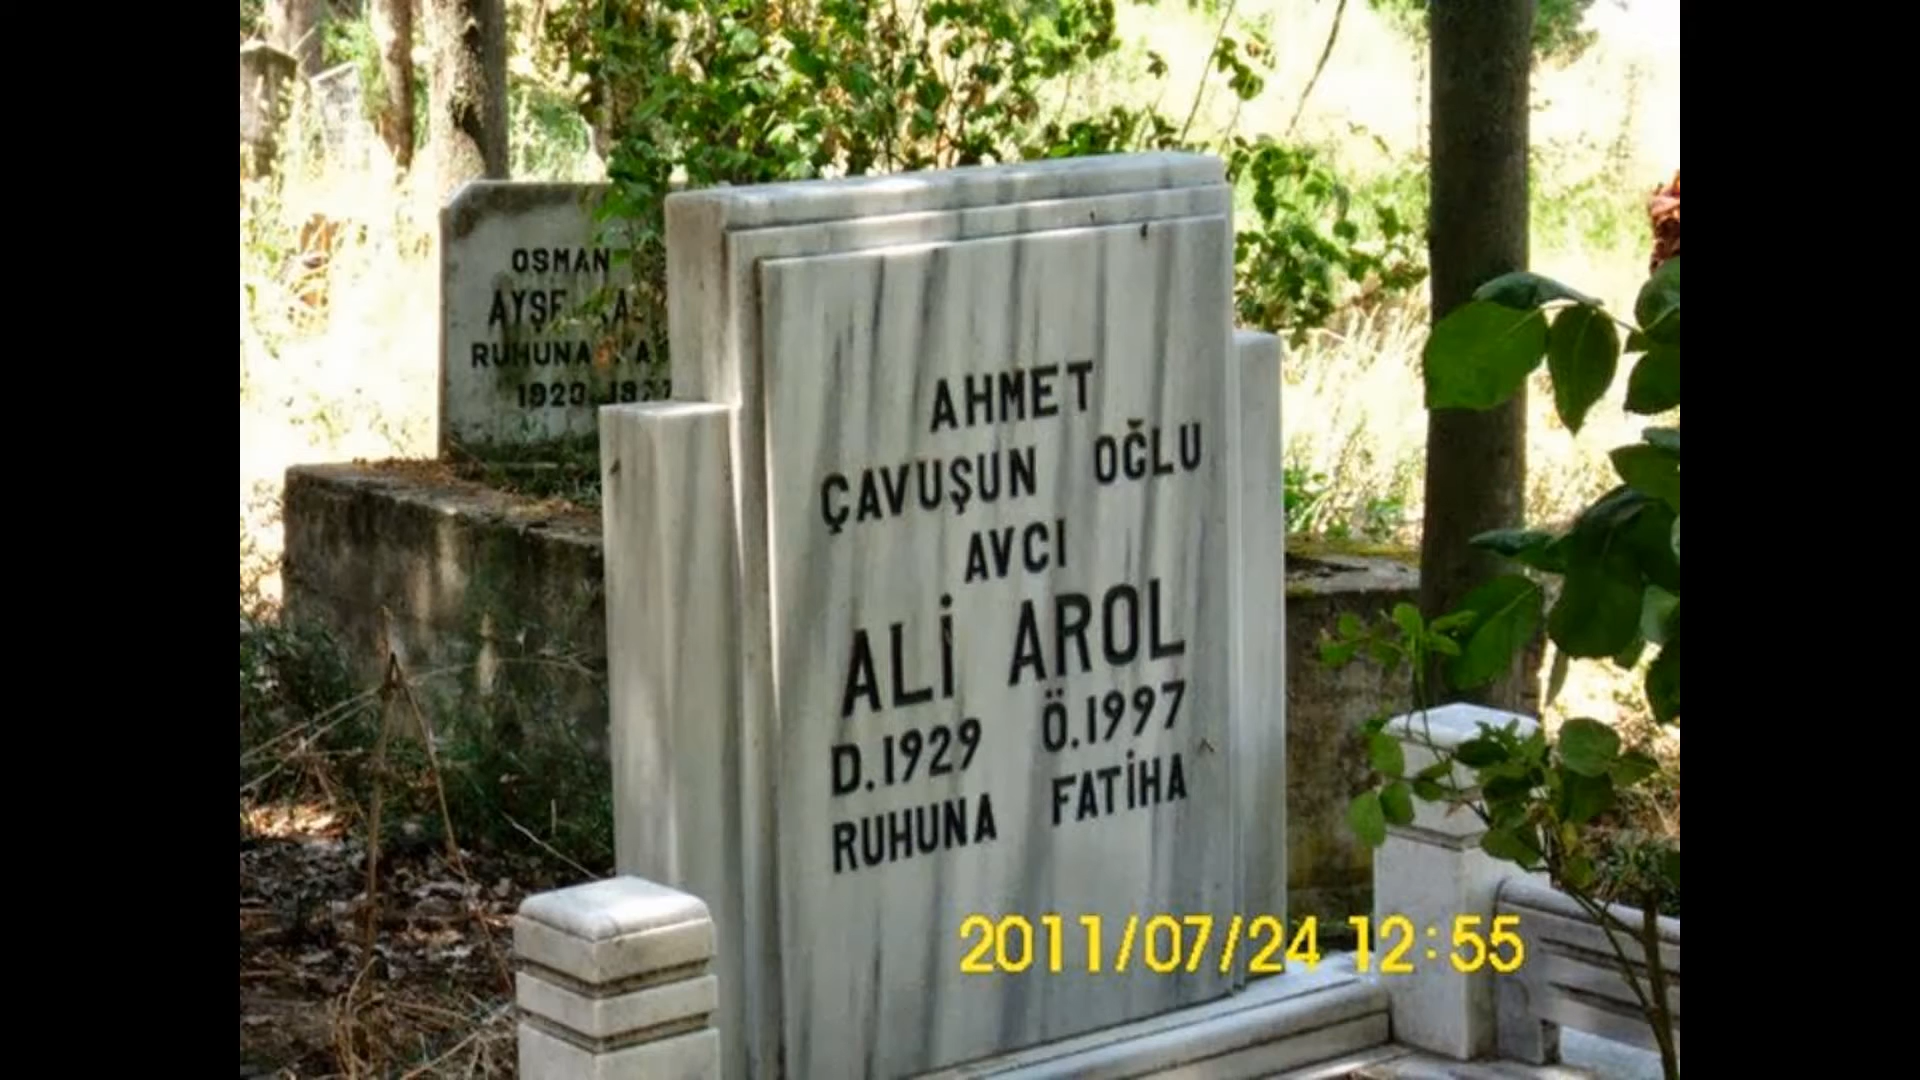 OSMAN
RUHUNA
AHMET
ÇAVUŞUN OĞLU
AVCI
ALİ AROL
D.1929 Ö.1997
RUHUNA FATİHA
2011/07/24 12:55